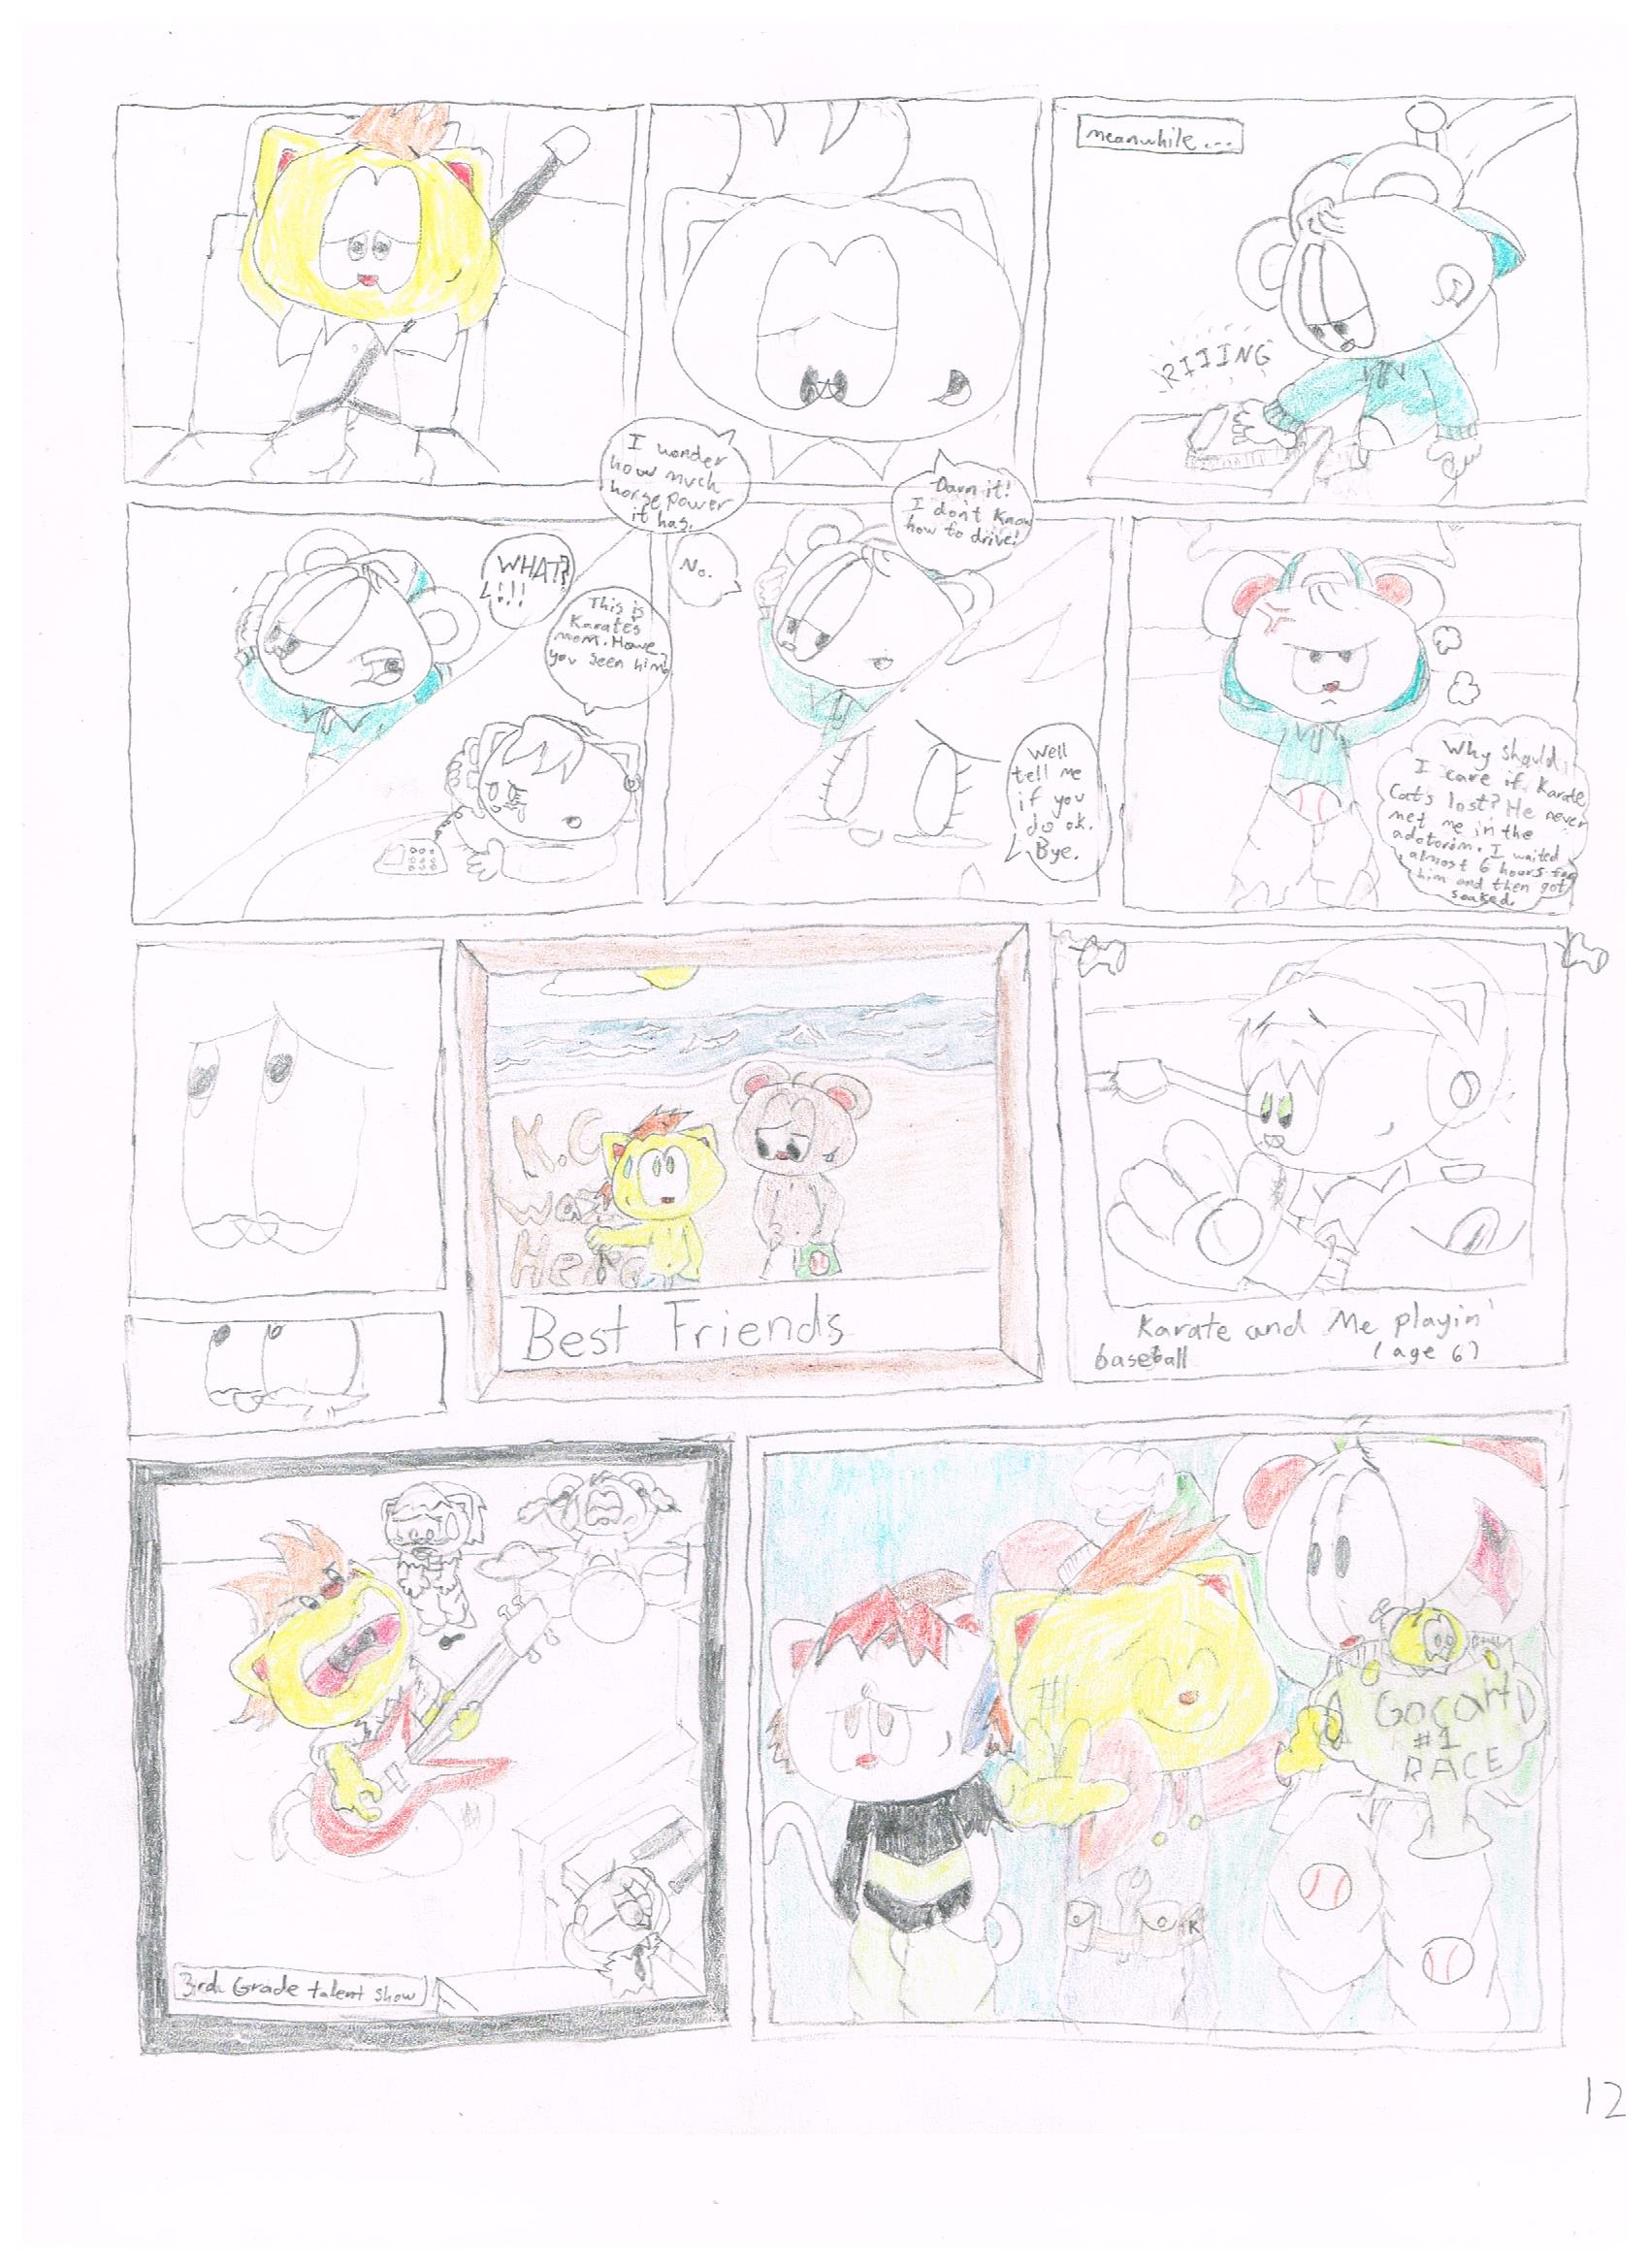 meanwhile...
RIIING
I wonder
how much
horse power
it has.
Darn it!
I don't know
how to drive!
WHAT?
!!!
This is
Karate's
mom. Have
you seen him?
No.
Well
tell me
if you
do ok.
Bye.
Why should
I care if Karate
Cat's lost? He never
met me in the
adotorim. I waited
almost 6 hours for
him and then got
soaked.
K.C
Was
Here
Best Friends
Karate and Me playin'
baseball (age 6)
3rd Grade talent show
K
Gocart
#1
RACE
12